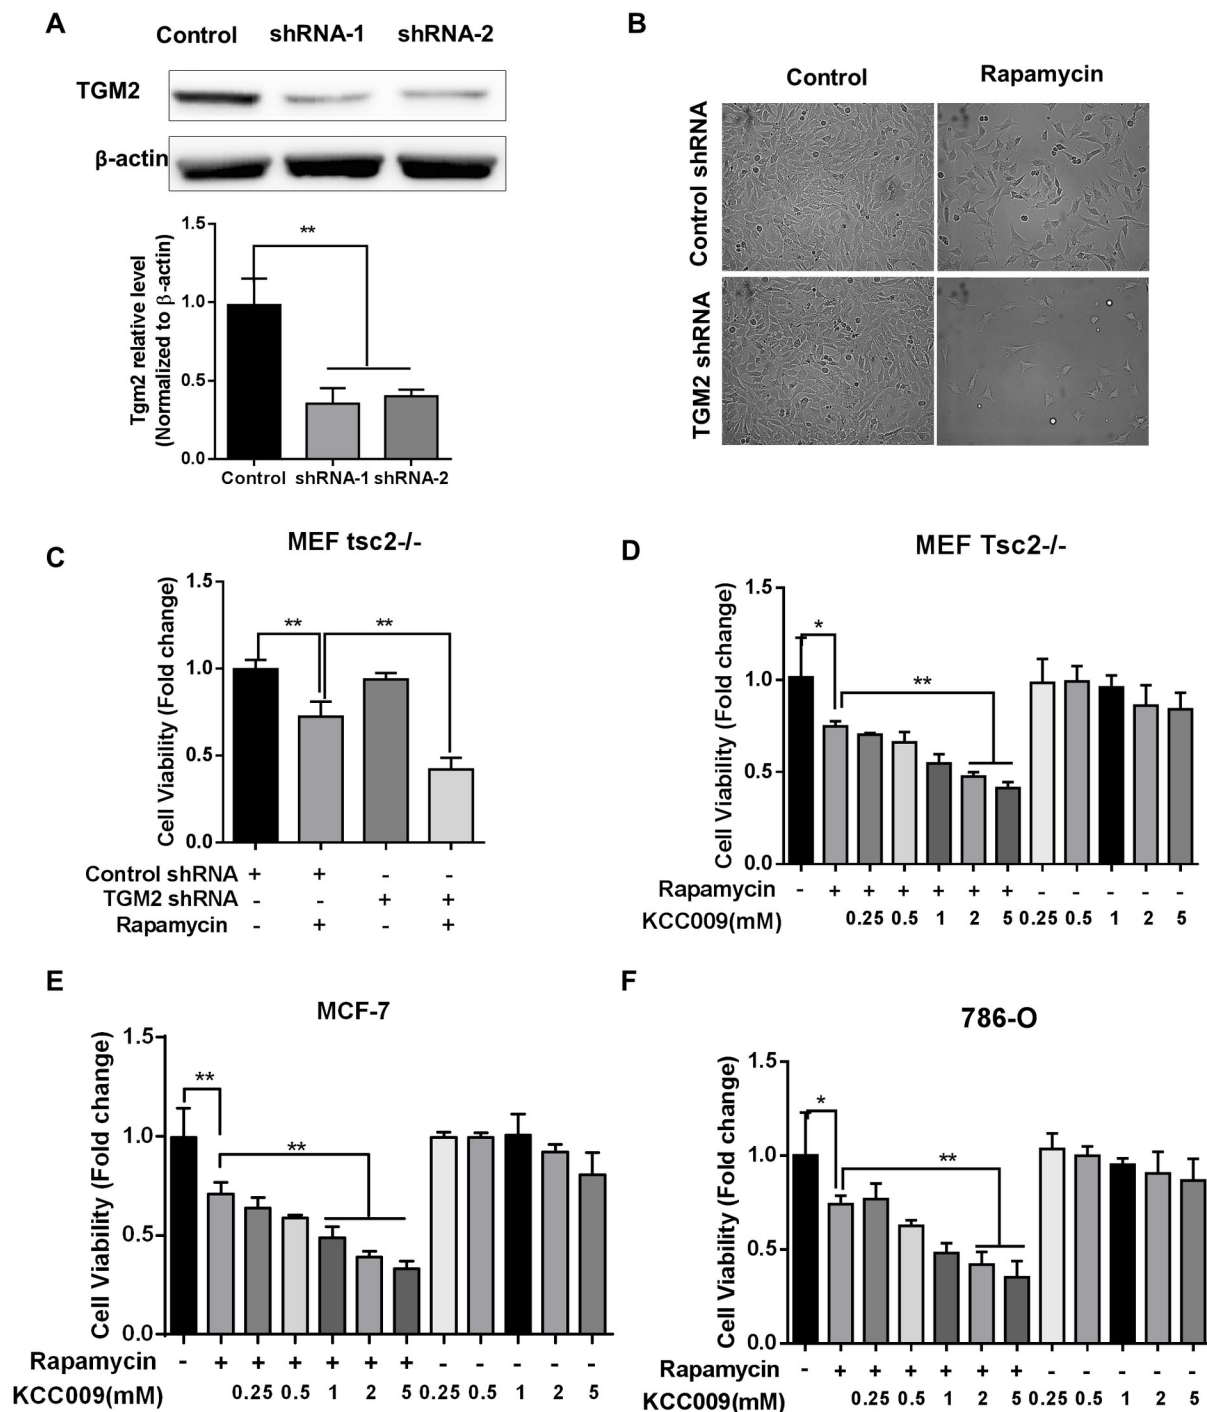 A
Control shRNA-1 shRNA-2
TGM2
β-actin
1.5
1.0
0.5
0.0
Tgm2 relative level
(Normalized to β-actin)
**
Control shRNA-1 shRNA-2
B
Control Rapamycin
Control shRNA
TGM2 shRNA
C
MEF tsc2-/-
Cell Viability (Fold change)
1.5
1.0
0.5
0.0
** **
Control shRNA + + - -
TGM2 shRNA - - + +
Rapamycin - + - +
D
MEF Tsc2-/-
Cell Viability (Fold change)
1.5
1.0
0.5
0.0
*
**
Rapamycin - + + + + + + - - - - -
KCC009(mM) 0.25 0.5 1 2 5 0.25 0.5 1 2 5
E
MCF-7
Cell Viability (Fold change)
1.5
1.0
0.5
0.0
**
**
Rapamycin - + + + + + + - - - - -
KCC009(mM) 0.25 0.5 1 2 5 0.25 0.5 1 2 5
F
786-O
Cell Viability (Fold change)
1.5
1.0
0.5
0.0
*
**
Rapamycin - + + + + + + - - - - -
KCC009(mM) 0.25 0.5 1 2 5 0.25 0.5 1 2 5